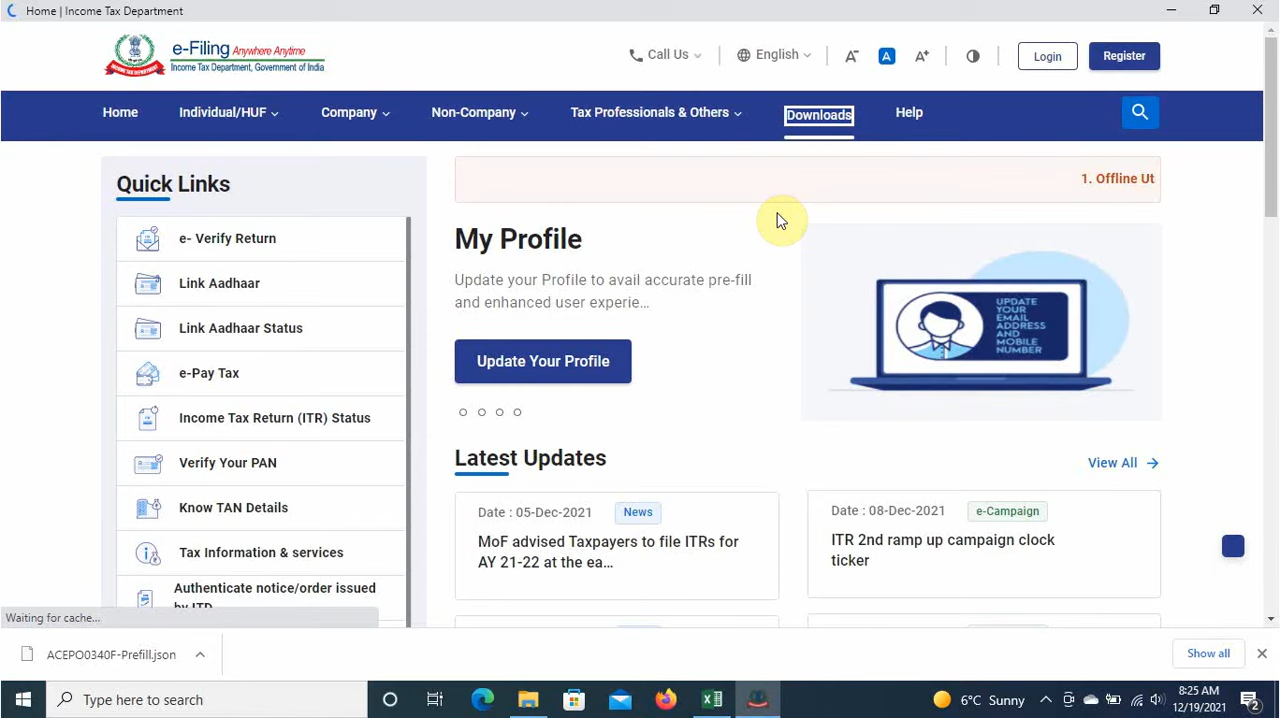 Home | Income Tax Department
e-Filing Anywhere Anytime
Income Tax Department, Government of India
Call Us
English
A-
A
A+
Login
Register
Home
Individual/HUF
Company
Non-Company
Tax Professionals & Others
Downloads
Help
Quick Links
e- Verify Return
Link Aadhaar
Link Aadhaar Status
e-Pay Tax
Income Tax Return (ITR) Status
Verify Your PAN
Know TAN Details
Tax Information & services
Authenticate notice/order issued
by ITD
1. Offline Ut
My Profile
Update your Profile to avail accurate pre-fill
and enhanced user experie...
Update Your Profile
UPDATE
YOUR
EMAIL
ADDRESS
AND
MOBILE
NUMBER
Latest Updates
View All
Date : 05-Dec-2021 News
MoF advised Taxpayers to file ITRs for
AY 21-22 at the ea...
Date : 08-Dec-2021 e-Campaign
ITR 2nd ramp up campaign clock
ticker
Waiting for cache...
ACEPO0340F-Prefill.json
Show all
Type here to search
6°C Sunny
8:25 AM
12/19/2021
2